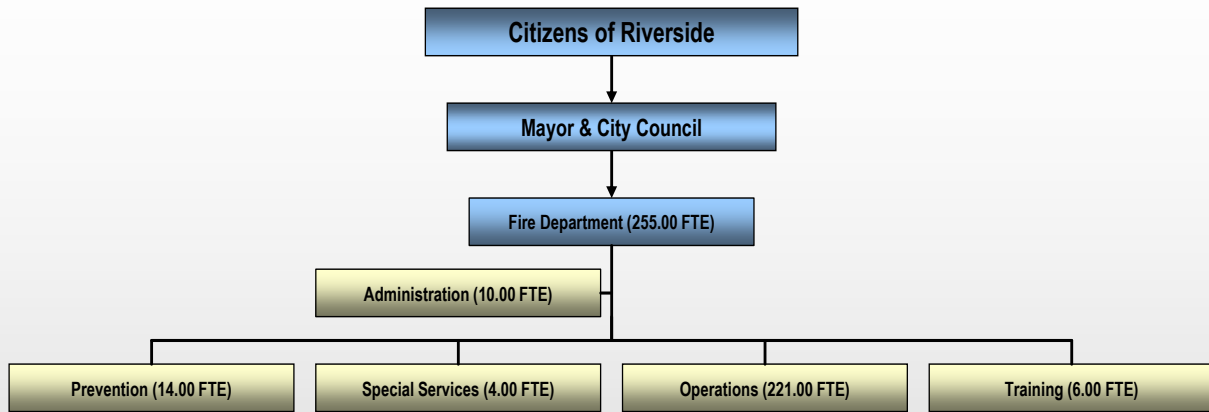 Citizens of Riverside
Mayor & City Council
Fire Department (255.00 FTE)
Administration (10.00 FTE)
Prevention (14.00 FTE)
Special Services (4.00 FTE)
Operations (221.00 FTE)
Training (6.00 FTE)